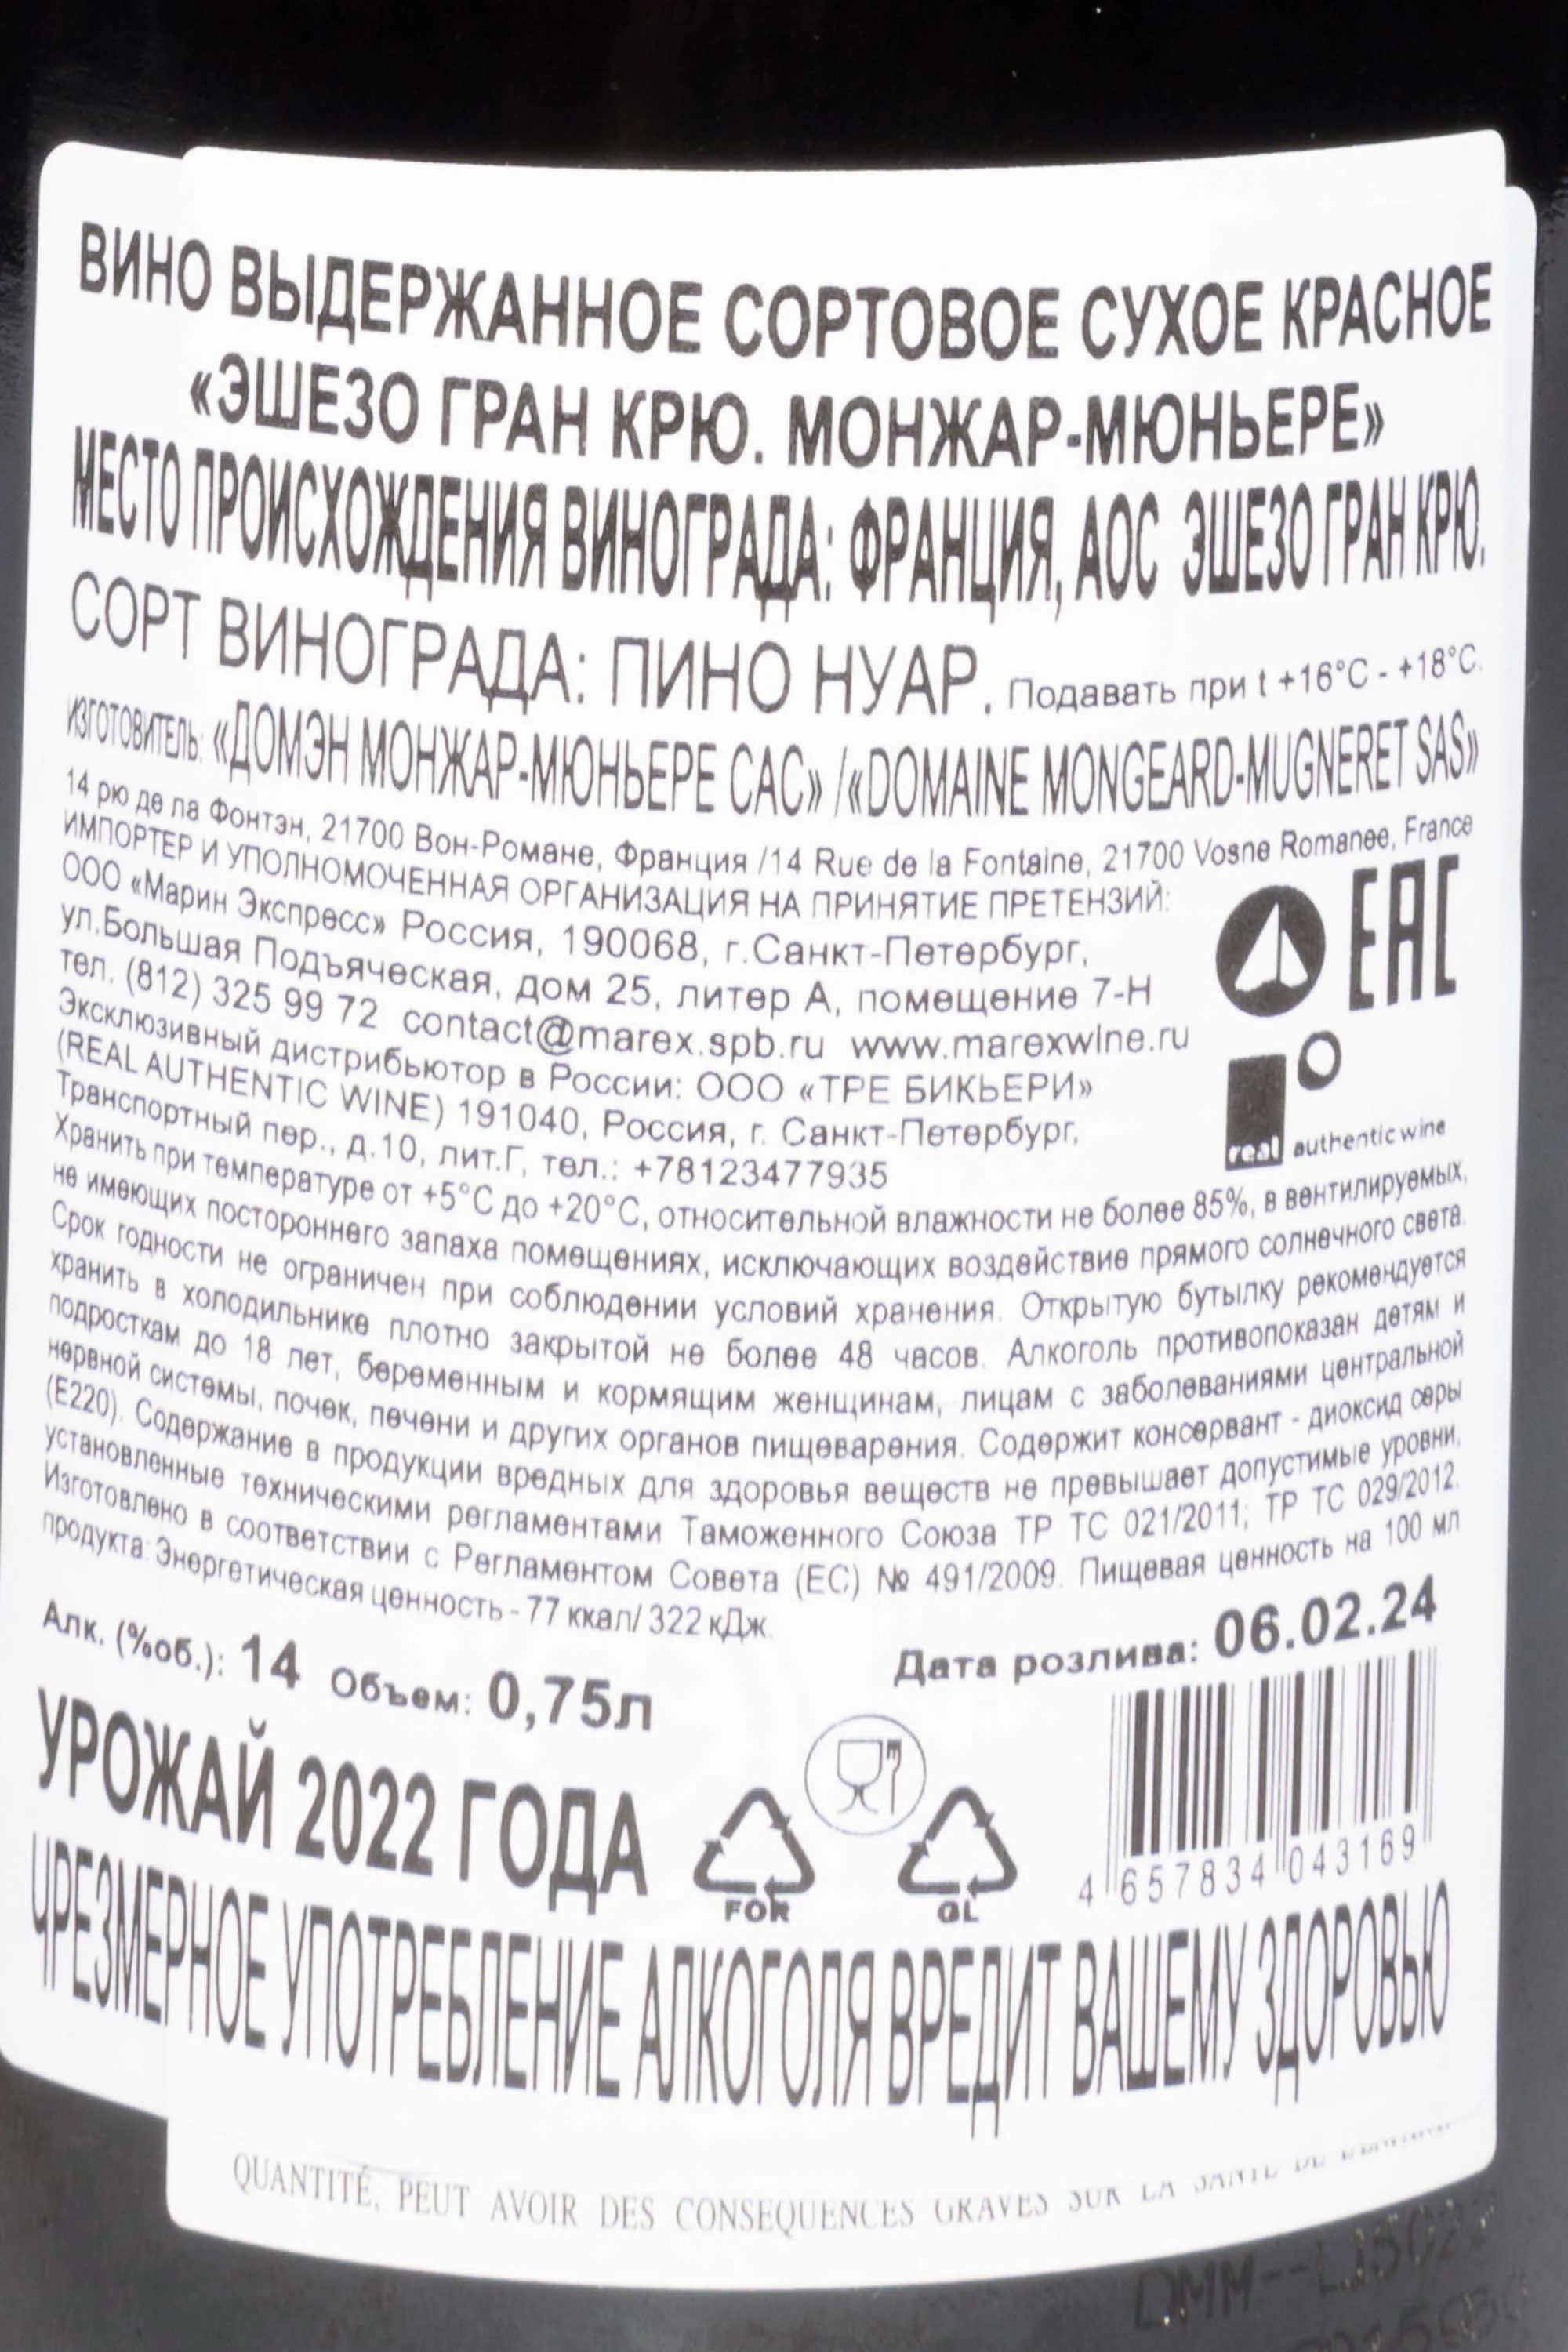 ВИНО ВЫДЕРЖАННОЕ СОРТОВОЕ СУХОЕ КРАСНОЕ
«ЭШЕЗО ГРАН КРЮ. МОНЖАР-МЮНЬЕРЕ»
МЕСТО ПРОИСХОЖДЕНИЯ ВИНОГРАДА: ФРАНЦИЯ, АОС ЭШЕЗО ГРАН КРЮ.
СОРТ ВИНОГРАДА: ПИНО НУАР. Подавать при t +16°C - +18°C.
ИЗГОТОВИТЕЛЬ: «ДОМЭН МОНЖАР-МЮНЬЕРЕ САС» /«DOMAINE MONGEARD-MUGNERET SAS»
14 рю де ла Фонтэн, 21700 Вон-Романе, Франция /14 Rue de la Fontaine, 21700 Vosne Romanee, France
ИМПОРТЕР И УПОЛНОМОЧЕННАЯ ОРГАНИЗАЦИЯ НА ПРИНЯТИЕ ПРЕТЕНЗИЙ:
ООО «Марин Экспресс» Россия, 190068, г.Санкт-Петербург,
ул.Большая Подъяческая, дом 25, литер А, помещение 7-Н
тел. (812) 325 99 72 contact@marex.spb.ru www.marexwine.ru
Эксклюзивный дистрибьютор в России: ООО «ТРЕ БИКЬЕРИ»
(REAL AUTHENTIC WINE) 191040, Россия, г. Санкт-Петербург,
Транспортный пер., д.10, лит.Г, тел.: +78123477935
EAC
real authentic wine
Хранить при температуре от +5°C до +20°C, относительной влажности не более 85%, в вентилируемых,
не имеющих постороннего запаха помещениях, исключающих воздействие прямого солнечного света.
Срок годности не ограничен при соблюдении условий хранения. Открытую бутылку рекомендуется
хранить в холодильнике плотно закрытой не более 48 часов. Алкоголь противопоказан детям и
подросткам до 18 лет, беременным и кормящим женщинам, лицам с заболеваниями центральной
нервной системы, почек, печени и других органов пищеварения. Содержит консервант - диоксид серы
(Е220). Содержание в продукции вредных для здоровья веществ не превышает допустимые уровни,
установленные техническими регламентами Таможенного Союза ТР ТС 021/2011; ТР ТС 029/2012.
Изготовлено в соответствии с Регламентом Совета (ЕС) № 491/2009. Пищевая ценность на 100 мл
продукта: Энергетическая ценность - 77 ккал/ 322 кДж.
Алк. (%об.): 14 Объем: 0,75л
Дата розлива: 06.02.24
УРОЖАЙ 2022 ГОДА
FOR
GL
4 657834 043169
ЧРЕЗМЕРНОЕ УПОТРЕБЛЕНИЕ АЛКОГОЛЯ ВРЕДИТ ВАШЕМУ ЗДОРОВЬЮ
QUANTITÉ, PEUT AVOIR DES CONSEQUENCES GRAVES SUR LA SANTE DE